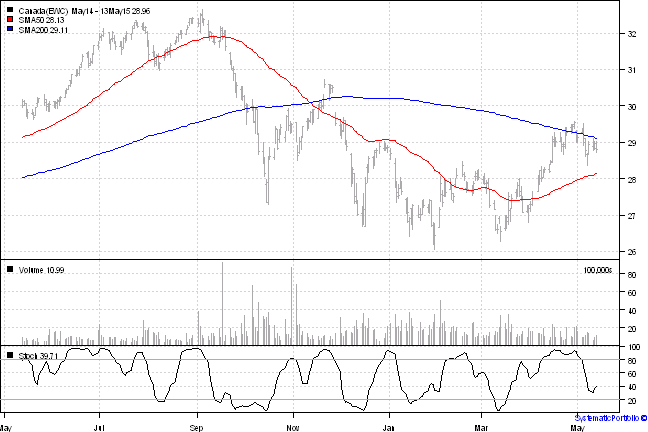 Canada(EWC) May14 - 13May15 28.96
SMA50 28.13
SMA200 29.11
32
31
30
29
28
27
26
Volume 10.99
100,000s
80
60
40
20
Stoch 39.71
100
80
60
40
20
May
Jul
Sep
Nov
Jan
Mar
May
SystematicPortfolio ©